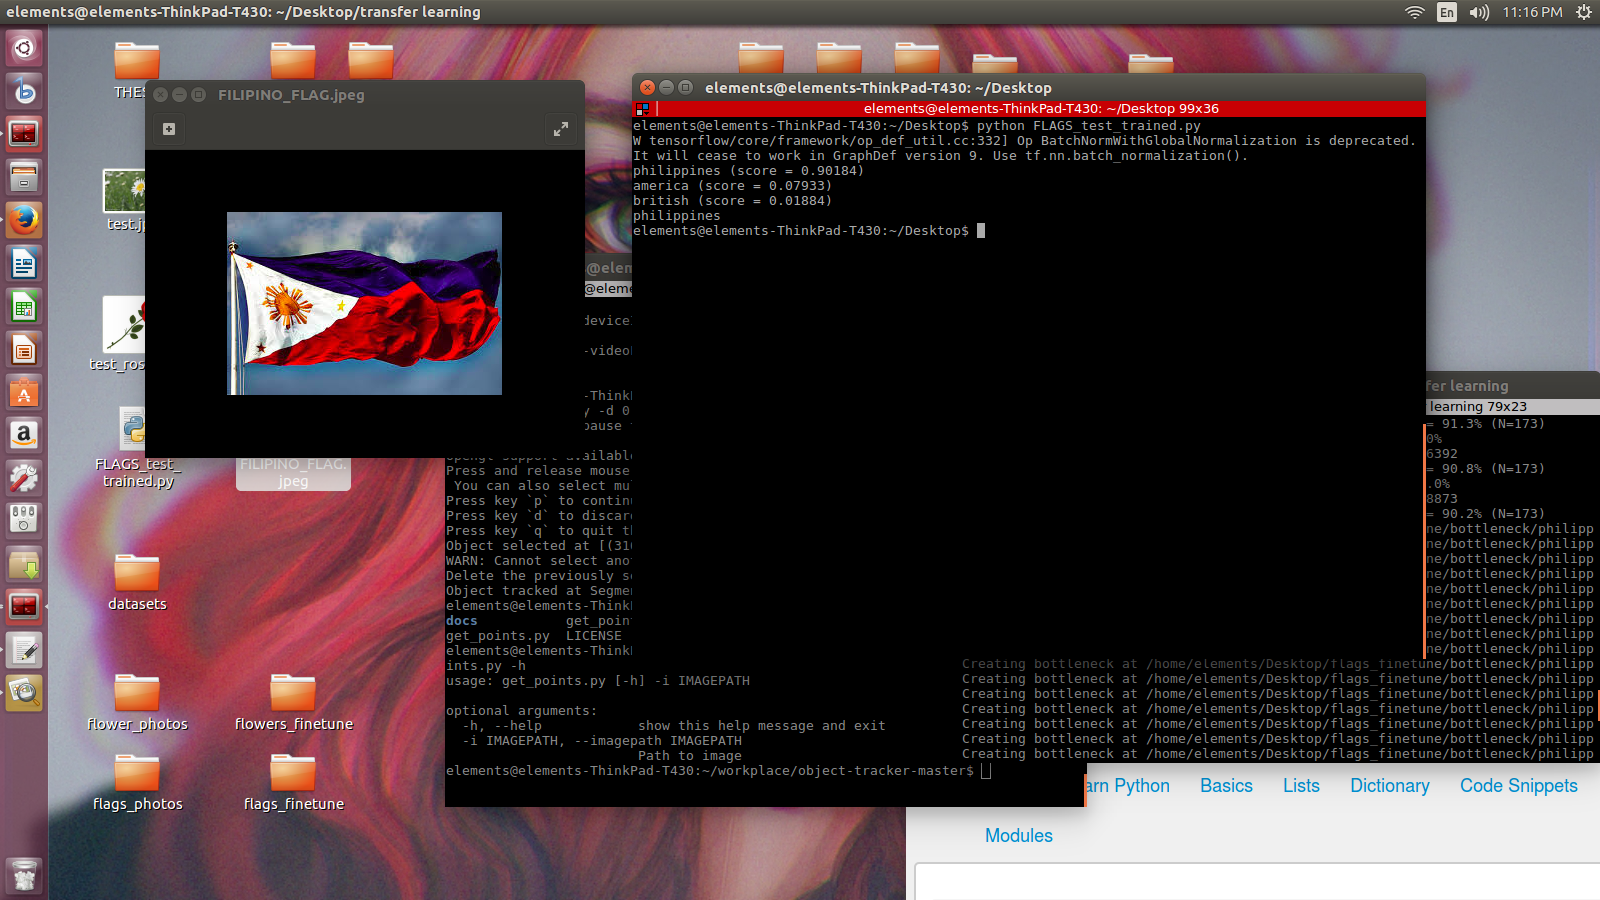 elements@elements-ThinkPad-T430: ~/Desktop/transfer learning
En
11:16 PM
THE
FILIPINO_FLAG.jpeg
test.j
test_ros
FLAGS_test_
trained.py
FILIPINO_FLAG.
jpeg
datasets
flower_photos
flowers_finetune
flags_photos
flags_finetune
elements@elements-ThinkPad-T430: ~/Desktop
elements@elements-ThinkPad-T430: ~/Desktop 99x36
elements@elements-ThinkPad-T430:~/Desktop$ python FLAGS_test_trained.py
W tensorflow/core/framework/op_def_util.cc:332] Op BatchNormWithGlobalNormalization is deprecated.
It will cease to work in GraphDef version 9. Use tf.nn.batch_normalization().
philippines (score = 0.90184)
america (score = 0.07933)
british (score = 0.01884)
philippines
elements@elements-ThinkPad-T430:~/Desktop$
s@elem
@eleme
device
-video
-Think
y -d 0
pause
available
Press and release mouse
You can also select mu
Press key `p` to continu
Press key `d` to discar
Press key `q` to quit th
Object selected at [(31
WARN: Cannot select anot
Delete the previously s
Object tracked at Segme
elements@elements-Think
docs get_poin
get_points.py LICENSE
elements@elements-Think
ints.py -h
usage: get_points.py [-h] -i IMAGEPATH
optional arguments:
-h, --help show this help message and exit
-i IMAGEPATH, --imagepath IMAGEPATH
Path to image
elements@elements-ThinkPad-T430:~/workplace/object-tracker-master$
fer learning
learning 79x23
= 91.3% (N=173)
0%
6392
= 90.8% (N=173)
.0%
8873
= 90.2% (N=173)
ne/bottleneck/philipp
ne/bottleneck/philipp
ne/bottleneck/philipp
ne/bottleneck/philipp
ne/bottleneck/philipp
ne/bottleneck/philipp
ne/bottleneck/philipp
ne/bottleneck/philipp
ne/bottleneck/philipp
Creating bottleneck at /home/elements/Desktop/flags_finetune/bottleneck/philipp
Creating bottleneck at /home/elements/Desktop/flags_finetune/bottleneck/philipp
Creating bottleneck at /home/elements/Desktop/flags_finetune/bottleneck/philipp
Creating bottleneck at /home/elements/Desktop/flags_finetune/bottleneck/philipp
Creating bottleneck at /home/elements/Desktop/flags_finetune/bottleneck/philipp
Creating bottleneck at /home/elements/Desktop/flags_finetune/bottleneck/philipp
Creating bottleneck at /home/elements/Desktop/flags_finetune/bottleneck/philipp
arn Python Basics Lists Dictionary Code Snippets
Modules